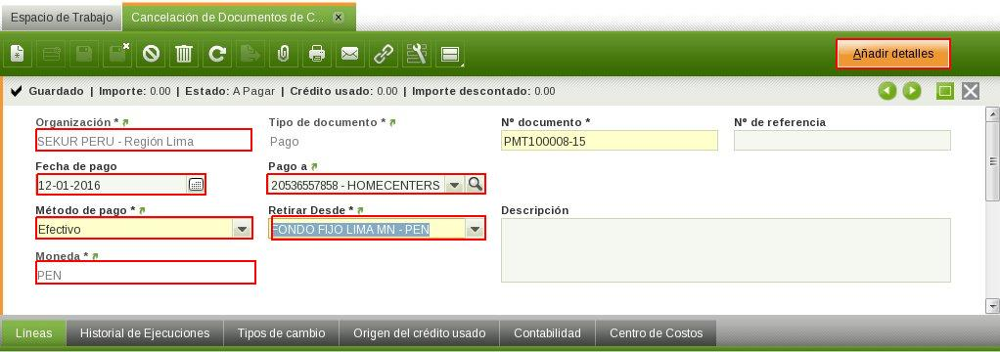 Espacio de Trabajo Cancelación de Documentos de C...
Añadir detalles
Guardado | Importe: 0.00 | Estado: A Pagar | Crédito usado: 0.00 | Importe descontado: 0.00
Organización * Tipo de documento * Nº documento * Nº de referencia
SEKUR PERU - Región Lima Pago PMT100008-15
Fecha de pago Pago a
12-01-2016 20536557858 - HOMECENTERS
Método de pago * Retirar Desde * Descripción
Efectivo FONDO FIJO LIMA MN - PEN
Moneda *
PEN
Lineas Historial de Ejecuciones Tipos de cambio Origen del crédito usado Contabilidad Centro de Costos